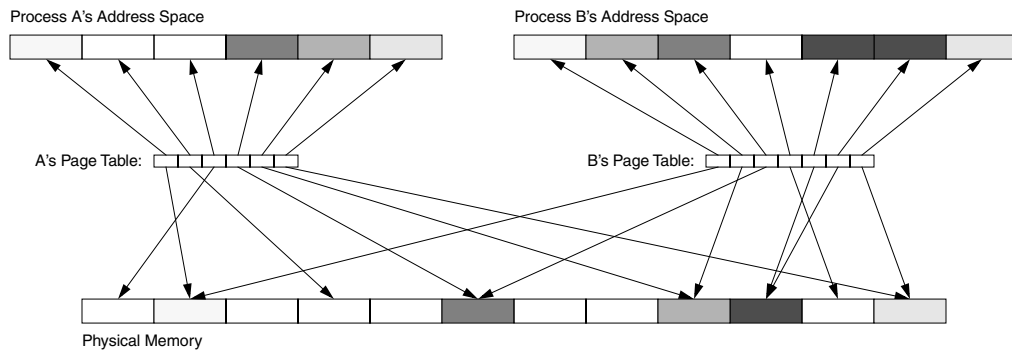 Process A's Address Space
Process B's Address Space
A's Page Table:
B's Page Table:
Physical Memory